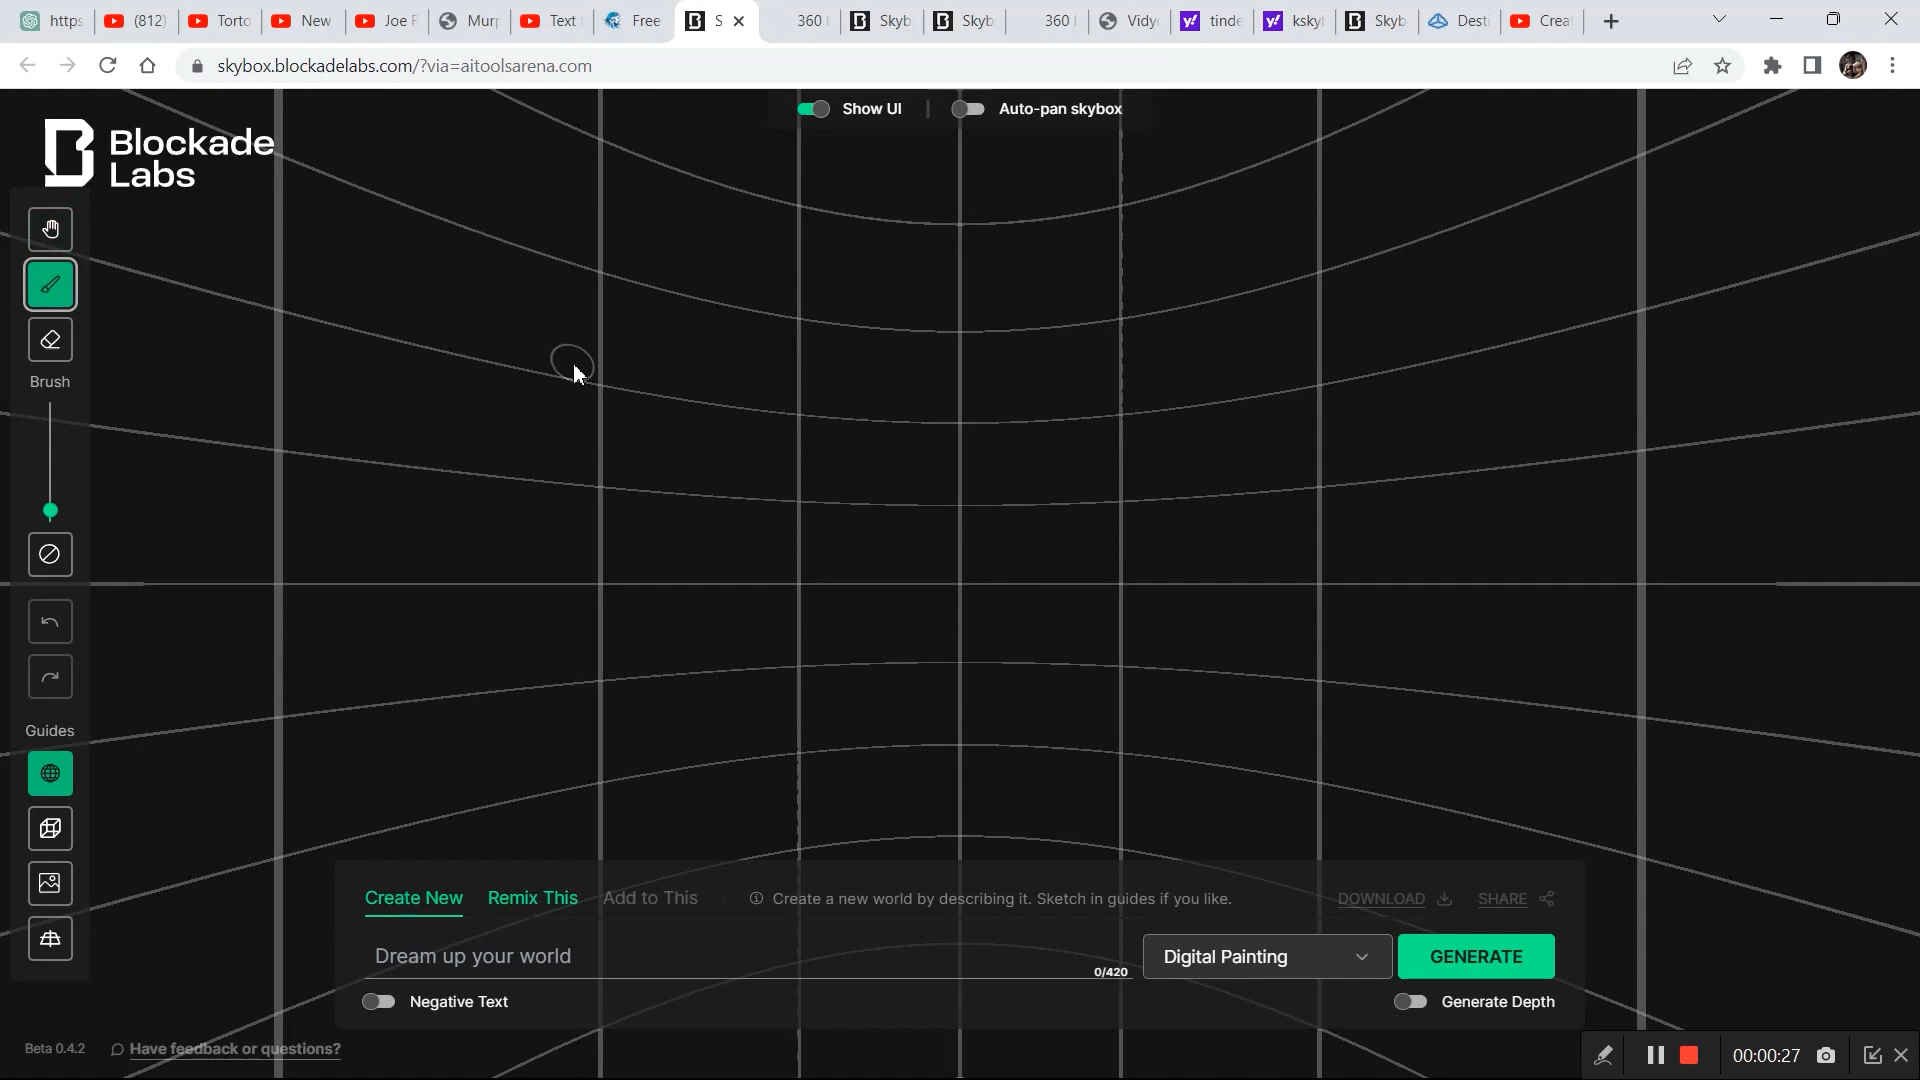 https
(812)
Torto
New
Joe R
Murp
Text
Free
S
360
Skyb
Skyb
360
Vidy
tinde
ksky
Skyb
Desti
Crea
skybox.blockadelabs.com/?via=aitoolsarena.com
Show UI
Auto-pan skybox
Blockade
Labs
Brush
Guides
Create New
Remix This
Add to This
Create a new world by describing it. Sketch in guides if you like.
DOWNLOAD
SHARE
Dream up your world
0/420
Digital Painting
GENERATE
Negative Text
Generate Depth
Beta 0.4.2
Have feedback or questions?
00:00:27